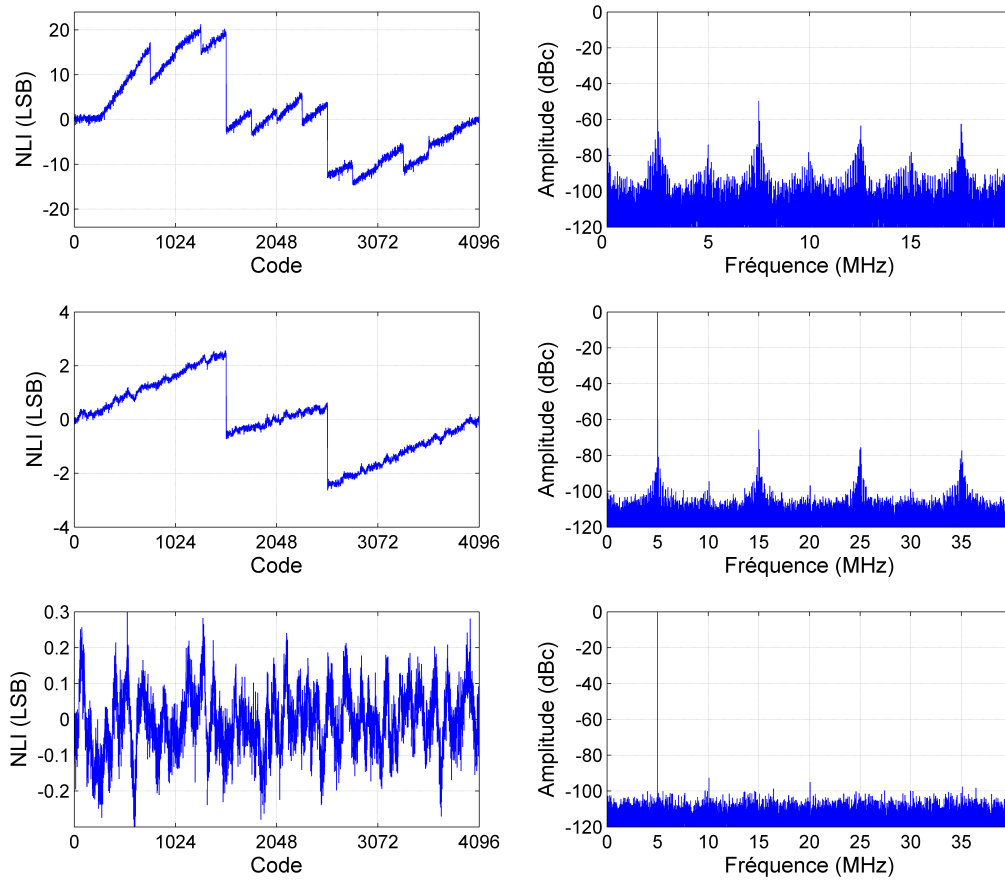 NLI (LSB)
20
10
0
-10
-20
0 1024 2048 3072 4096
Code
Amplitude (dBc)
0
-20
-40
-60
-80
-100
-120
0 5 10 15
Fréquence (MHz)
NLI (LSB)
4
2
0
-2
-4
0 1024 2048 3072 4096
Code
Amplitude (dBc)
0
-20
-40
-60
-80
-100
-120
0 5 10 15 20 25 30 35
Fréquence (MHz)
NLI (LSB)
0.3
0.2
0.1
0
-0.1
-0.2
0 1024 2048 3072 4096
Code
Amplitude (dBc)
0
-20
-40
-60
-80
-100
-120
0 5 10 15 20 25 30 35
Fréquence (MHz)